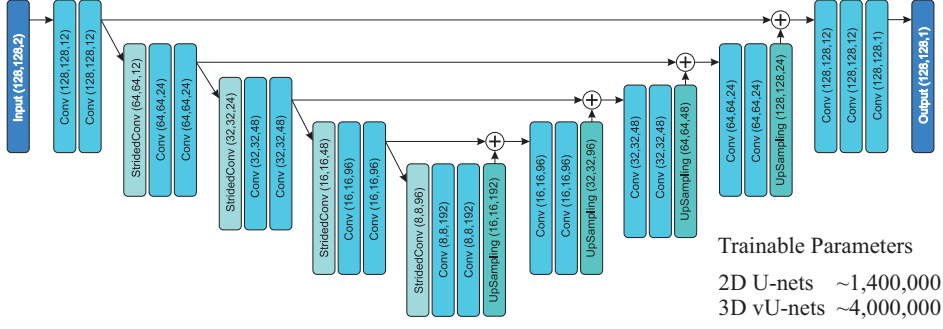 Input (128,128,2)
Conv (128,128,12)
Conv (128,128,12)
StridedConv (64,64,12)
Conv (64,64,24)
Conv (64,64,24)
StridedConv (32,32,24)
Conv (32,32,48)
Conv (32,32,48)
StridedConv (16,16,48)
Conv (16,16,96)
Conv (16,16,96)
StridedConv (8,8,96)
Conv (8,8,192)
Conv (8,8,192)
UpSampling (16,16,192)
Conv (16,16,96)
Conv (16,16,96)
UpSampling (32,32,96)
Conv (32,32,48)
Conv (32,32,48)
UpSampling (64,64,48)
Conv (64,64,24)
Conv (64,64,24)
UpSampling (128,128,24)
Conv (128,128,12)
Conv (128,128,12)
Conv (128,128,1)
Output (128,128,1)
Trainable Parameters
2D U-nets ~1,400,000
3D vU-nets ~4,000,000